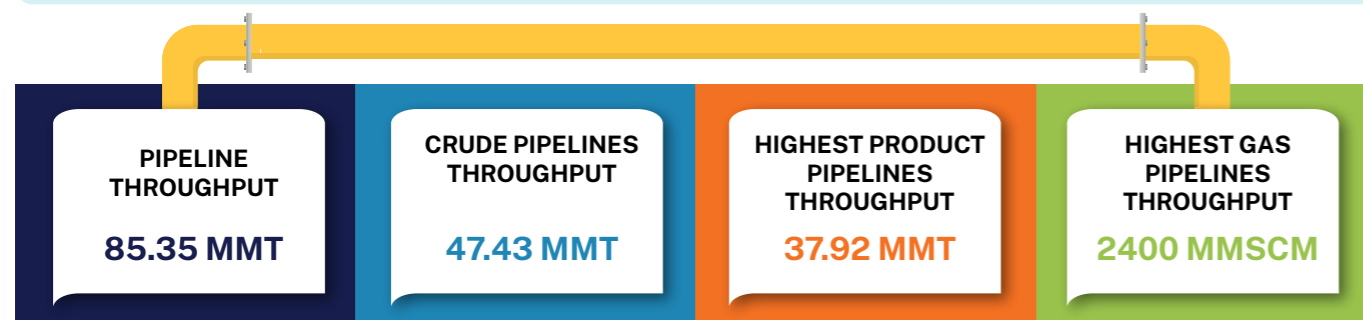 PIPELINE
THROUGHPUT
85.35 MMT
CRUDE PIPELINES
THROUGHPUT
47.43 MMT
HIGHEST PRODUCT
PIPELINES
THROUGHPUT
37.92 MMT
HIGHEST GAS
PIPELINES
THROUGHPUT
2400 MMSCM